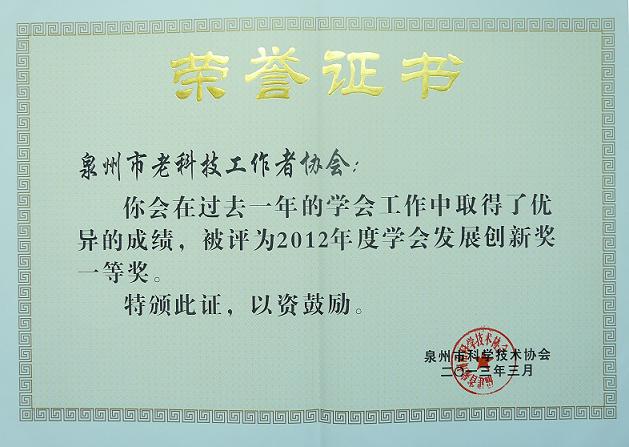 荣誉证书
泉州市老科技工作者协会：
你会在过去一年的学会工作中取得了优
异的成绩，被评为2012年度学会发展创新奖
一等奖。
特颁此证，以资鼓励。
泉州市科学技术协会
二〇一三年三月